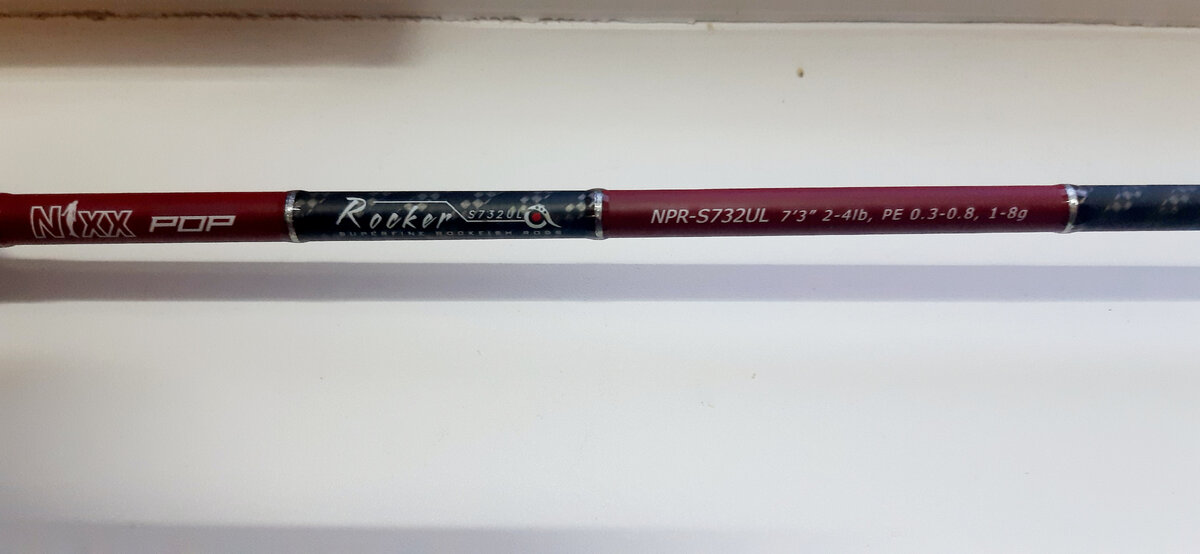 NIXX POP
Rocker S732UL
SUPERFINE ROCKFISH RODS
NPR-S732UL 7'3" 2-4lb, PE 0.3-0.8, 1-8g